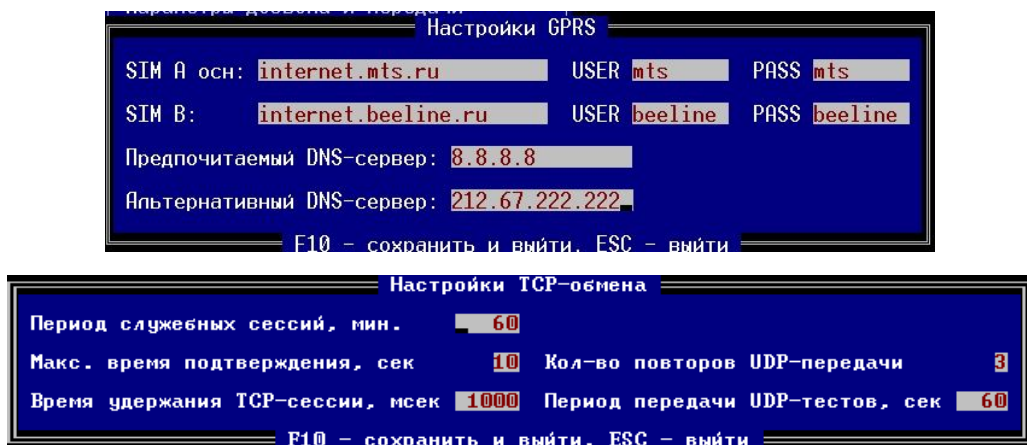 Настройки GPRS
SIM A осн: internet.mts.ru USER mts PASS mts
SIM B: internet.beeline.ru USER beeline PASS beeline
Предпочитаемый DNS-сервер: 8.8.8.8
Альтернативный DNS-сервер: 212.67.222.222
F10 - сохранить и выйти, ESC - выйти
Настройки TCP-обмена
Период служебных сессий, мин. 60
Макс. время подтверждения, сек 10 Кол-во повторов UDP-передачи 3
Время удержания TCP-сессии, мсек 1000 Период передачи UDP-тестов, сек 60
F10 - сохранить и выйти, ESC - выйти